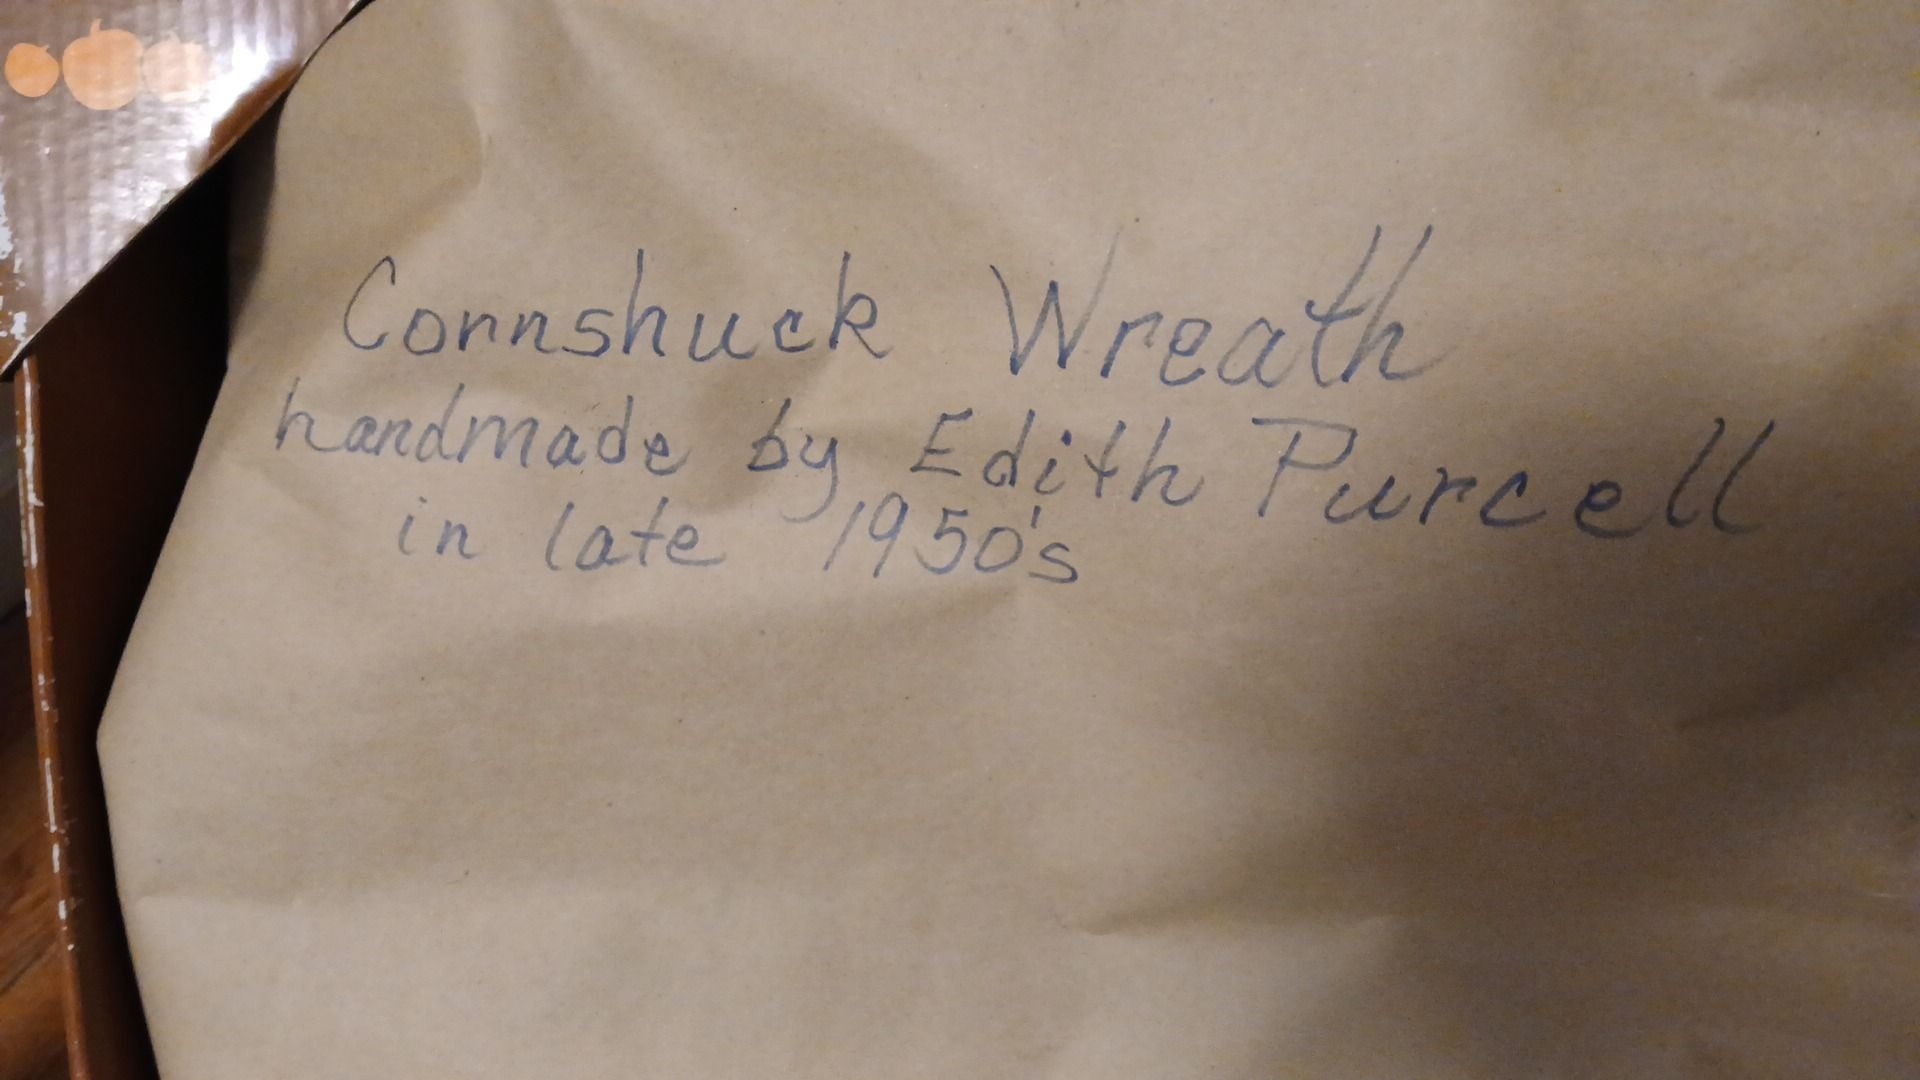 Cornshuck Wreath
handmade by Edith Purcell
in late 1950's